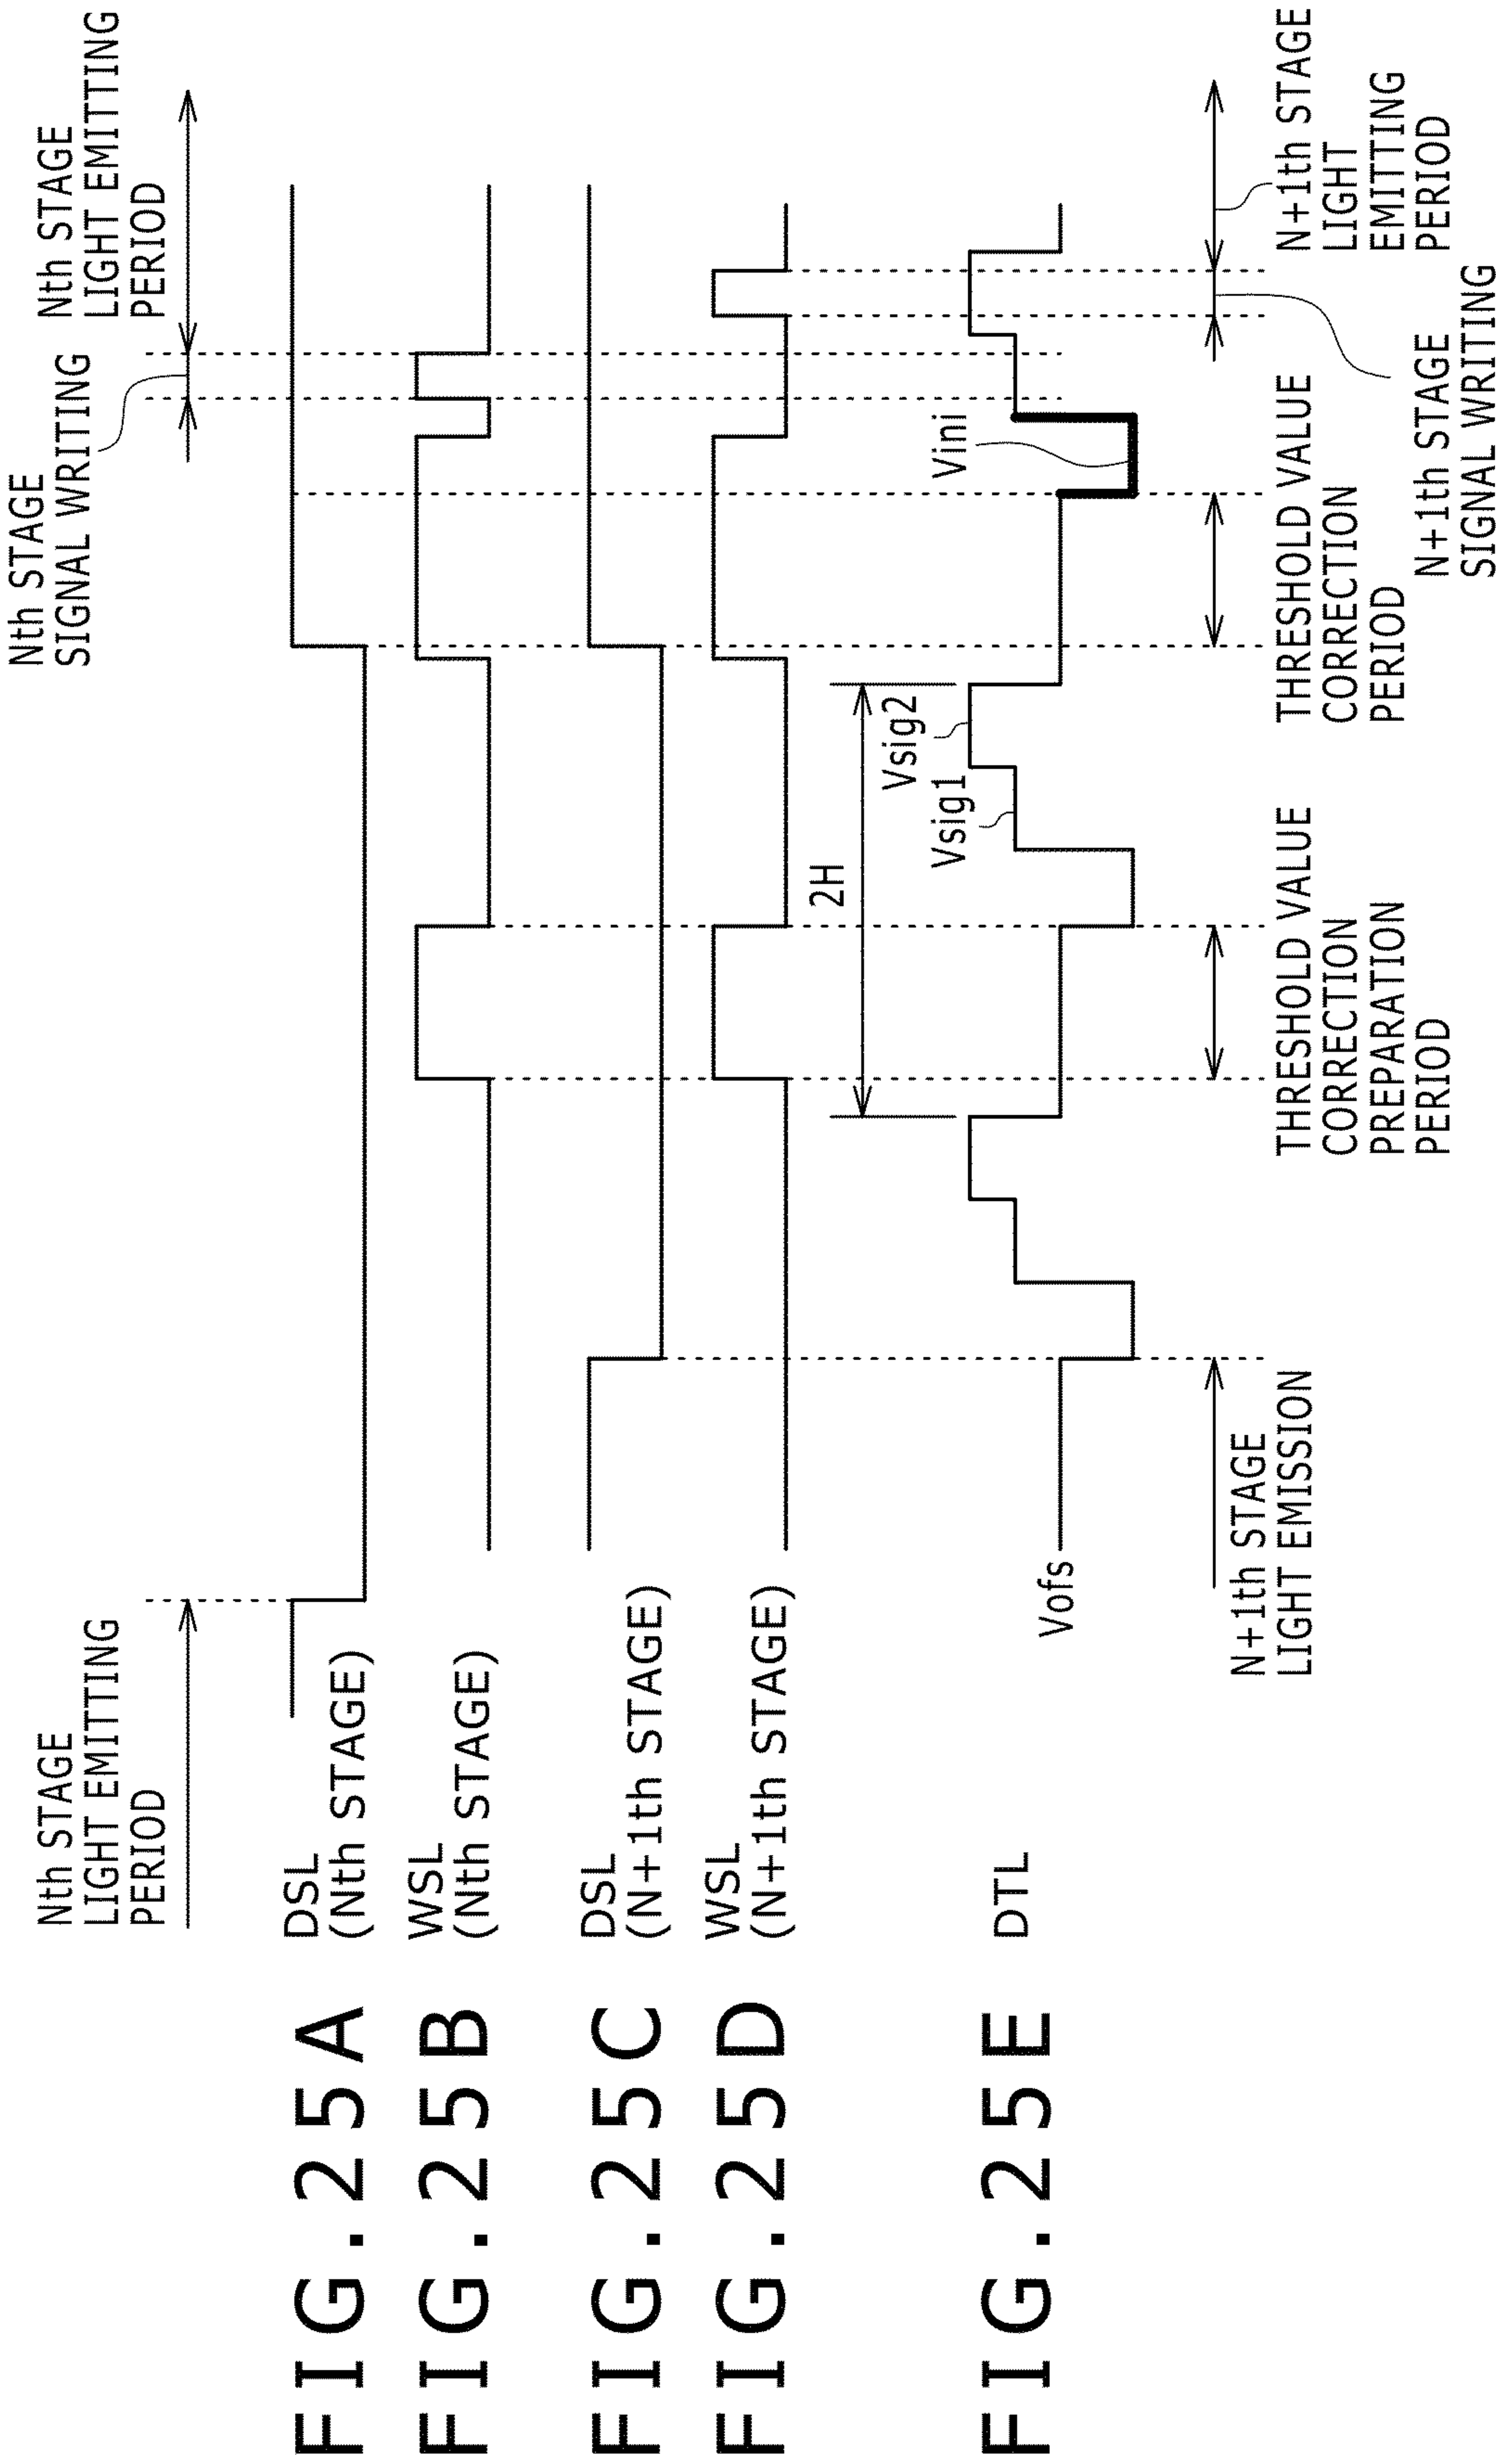 Nth STAGE
LIGHT EMITTING
PERIOD
Nth STAGE
SIGNAL WRITING
Nth STAGE
LIGHT EMITTING
PERIOD
FIG.25A
DSL
(Nth STAGE)
FIG.25B
WSL
(Nth STAGE)
FIG.25C
DSL
(N+1th STAGE)
FIG.25D
WSL
(N+1th STAGE)
2H
Vsig1
Vsig2
Vini
FIG.25E
DTL
Vofs
N+1th STAGE
LIGHT EMISSION
THRESHOLD VALUE
CORRECTION
PREPARATION
PERIOD
THRESHOLD VALUE
CORRECTION
PERIOD
N+1th STAGE
SIGNAL WRITING
N+1th STAGE
LIGHT
EMITTING
PERIOD